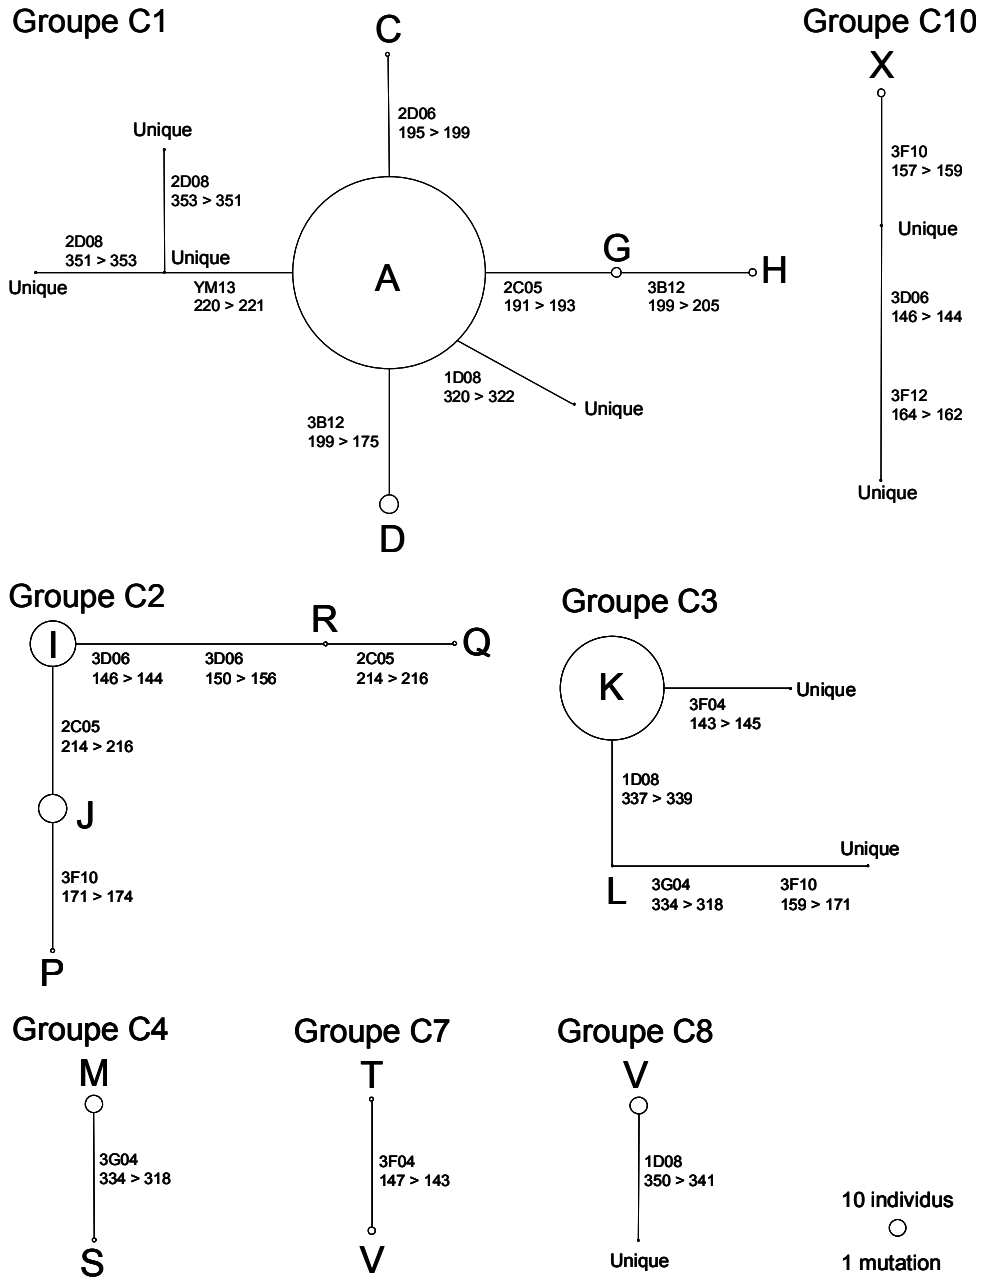 Groupe C1
C
2D06
195 > 199
Unique
2D08
353 > 351
2D08
351 > 353
Unique
Unique
YM13
220 > 221
A
G
2C05
191 > 193
3B12
199 > 205
H
1D08
320 > 322
Unique
3B12
199 > 175
D
Groupe C10
X
3F10
157 > 159
Unique
3D06
146 > 144
3F12
164 > 162
Unique
Groupe C2
I
3D06
146 > 144
3D06
150 > 156
R
2C05
214 > 216
Q
2C05
214 > 216
J
3F10
171 > 174
P
Groupe C3
K
3F04
143 > 145
Unique
1D08
337 > 339
L
3G04
334 > 318
3F10
159 > 171
Unique
Groupe C4
M
3G04
334 > 318
S
Groupe C7
T
3F04
147 > 143
V
Groupe C8
V
1D08
350 > 341
Unique
10 individus
1 mutation